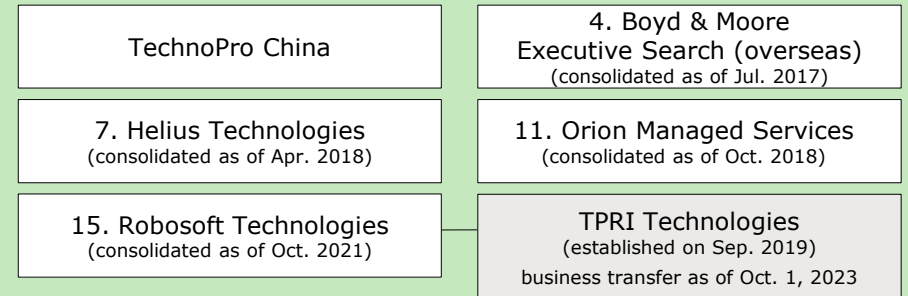 TechnoPro China
4. Boyd & Moore
Executive Search (overseas)
(consolidated as of Jul. 2017)
7. Helius Technologies
(consolidated as of Apr. 2018)
11. Orion Managed Services
(consolidated as of Oct. 2018)
15. Robosoft Technologies
(consolidated as of Oct. 2021)
TPRI Technologies
(established on Sep. 2019)
business transfer as of Oct. 1, 2023